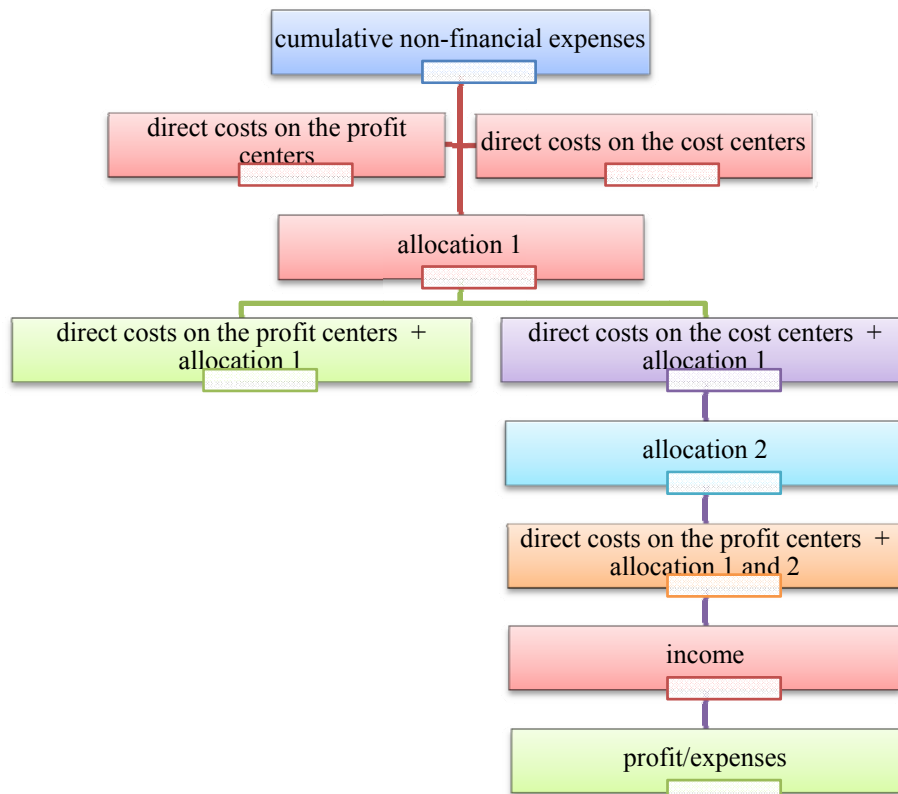 cumulative non-financial expenses
direct costs on the profit
centers
direct costs on the cost centers
allocation 1
direct costs on the profit centers +
allocation 1
direct costs on the cost centers +
allocation 1
allocation 2
direct costs on the profit centers +
allocation 1 and 2
income
profit/expenses